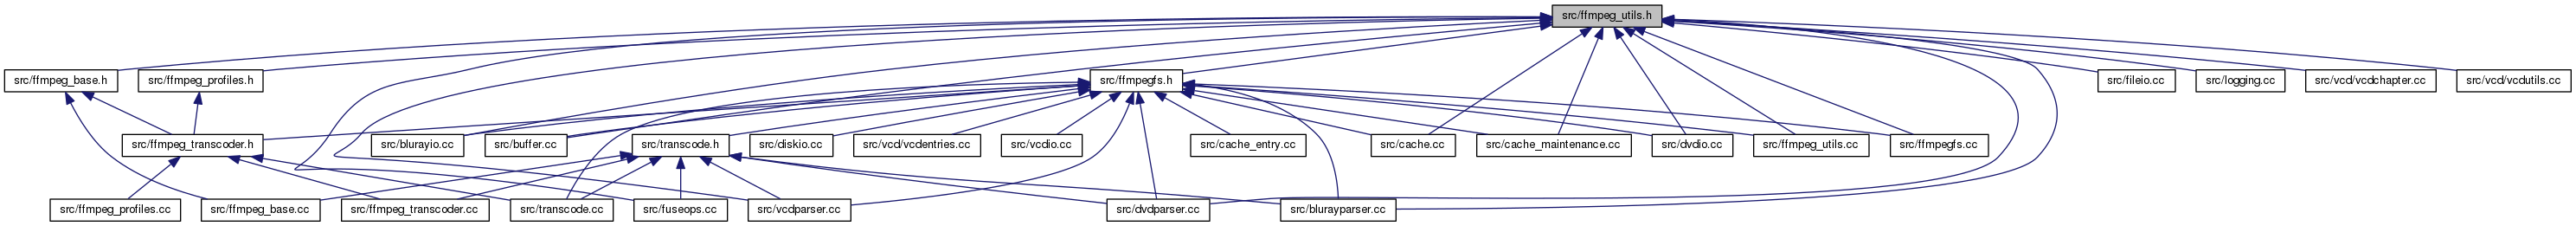 src/ffmpeg_utils.h
src/ffmpeg_base.h
src/ffmpeg_profiles.h
src/ffmpegfs.h
src/fileio.cc
src/logging.cc
src/vcd/vcdchapter.cc
src/vcd/vcdutils.cc
src/ffmpeg_transcoder.h
src/blurayio.cc
src/buffer.cc
src/transcode.h
src/diskio.cc
src/vcd/vcdentries.cc
src/vcdio.cc
src/cache_entry.cc
src/cache.cc
src/cache_maintenance.cc
src/dvdio.cc
src/ffmpeg_utils.cc
src/ffmpegfs.cc
src/ffmpeg_profiles.cc
src/ffmpeg_base.cc
src/ffmpeg_transcoder.cc
src/transcode.cc
src/fuseops.cc
src/vcdparser.cc
src/dvdparser.cc
src/blurayparser.cc